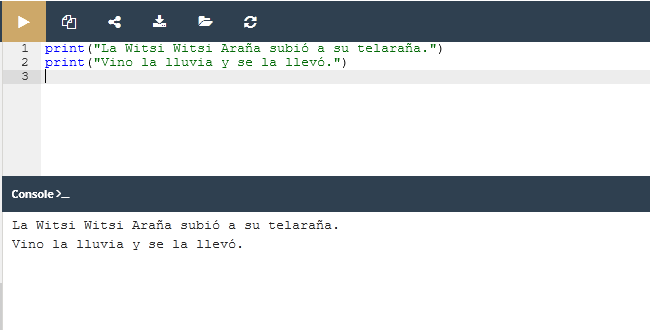 1 print("La Witsi Witsi Araña subió a su telaraña.")
2 print("Vino la lluvia y se la llevó.")
3
Console >_
La Witsi Witsi Araña subió a su telaraña.
Vino la lluvia y se la llevó.